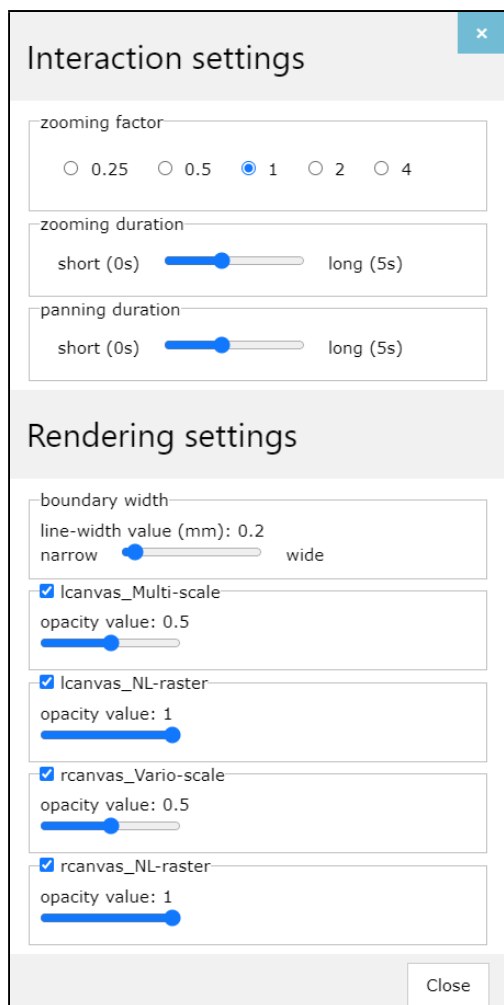 ×
Interaction settings
zooming factor
0.25 0.5 1 2 4
zooming duration
short (0s) long (5s)
panning duration
short (0s) long (5s)
Rendering settings
boundary width
line-width value (mm): 0.2
narrow wide
lcanvas_Multi-scale
opacity value: 0.5
lcanvas_NL-raster
opacity value: 1
rcanvas_Vario-scale
opacity value: 0.5
rcanvas_NL-raster
opacity value: 1
Close